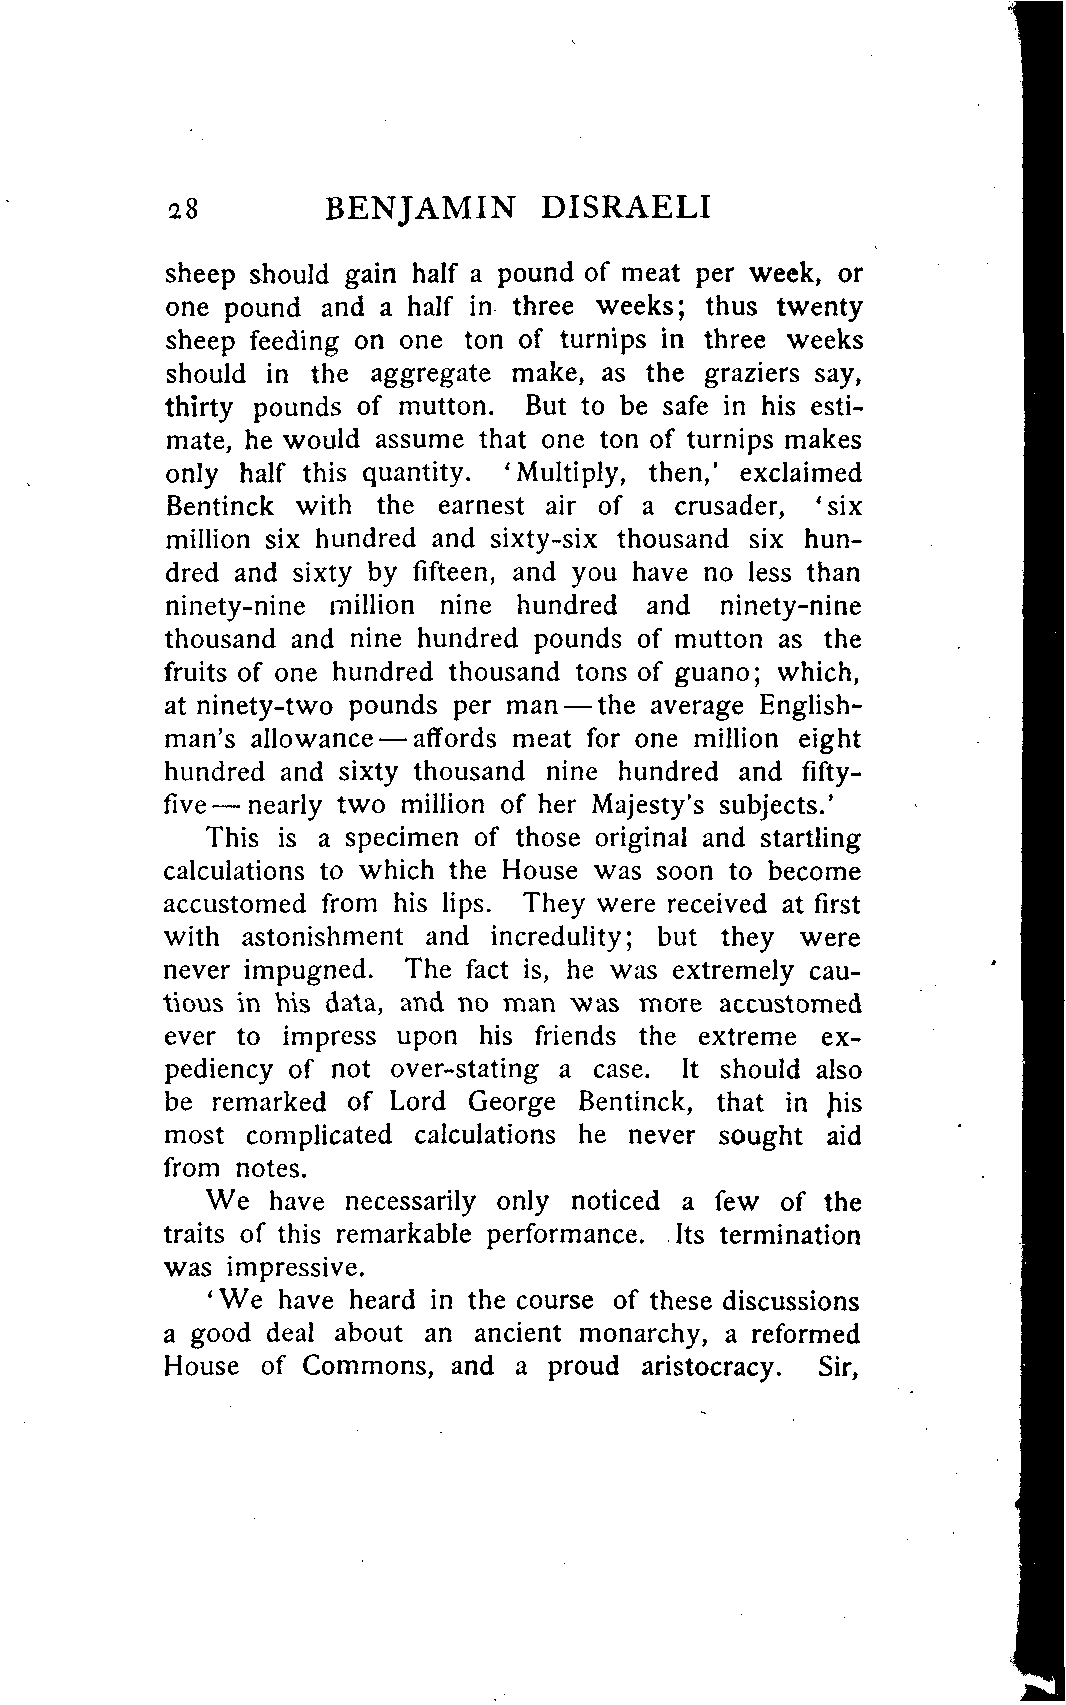 28 BENJAMIN DISRAELI
sheep should gain half a pound of meat per week, or
one pound and a half in three weeks; thus twenty
sheep feeding on one ton of turnips in three weeks
should in the aggregate make, as the graziers say,
thirty pounds of mutton. But to be safe in his esti-
mate, he would assume that one ton of turnips makes
only half this quantity. ‘Multiply, then,’ exclaimed
Bentinck with the earnest air of a crusader, ‘six
million six hundred and sixty-six thousand six hun-
dred and sixty by fifteen, and you have no less than
ninety-nine million nine hundred and ninety-nine
thousand and nine hundred pounds of mutton as the
fruits of one hundred thousand tons of guano; which,
at ninety-two pounds per man—the average English-
man's allowance—affords meat for one million eight
hundred and sixty thousand nine hundred and fifty-
five—nearly two million of her Majesty's subjects.’
This is a specimen of those original and startling
calculations to which the House was soon to become
accustomed from his lips. They were received at first
with astonishment and incredulity; but they were
never impugned. The fact is, he was extremely cau-
tious in his data, and no man was more accustomed
ever to impress upon his friends the extreme ex-
pediency of not over-stating a case. It should also
be remarked of Lord George Bentinck, that in his
most complicated calculations he never sought aid
from notes.
We have necessarily only noticed a few of the
traits of this remarkable performance. Its termination
was impressive.
‘We have heard in the course of these discussions
a good deal about an ancient monarchy, a reformed
House of Commons, and a proud aristocracy. Sir,